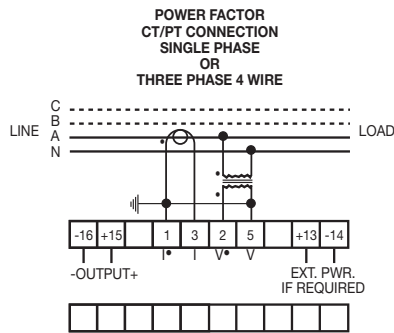 POWER FACTOR
CT/PT CONNECTION
SINGLE PHASE
OR
THREE PHASE 4 WIRE
C
B
LINE A LOAD
N
-16 +15 1 3 2 5 +13 -14
I• I V• V
-OUTPUT+ EXT. PWR.
IF REQUIRED